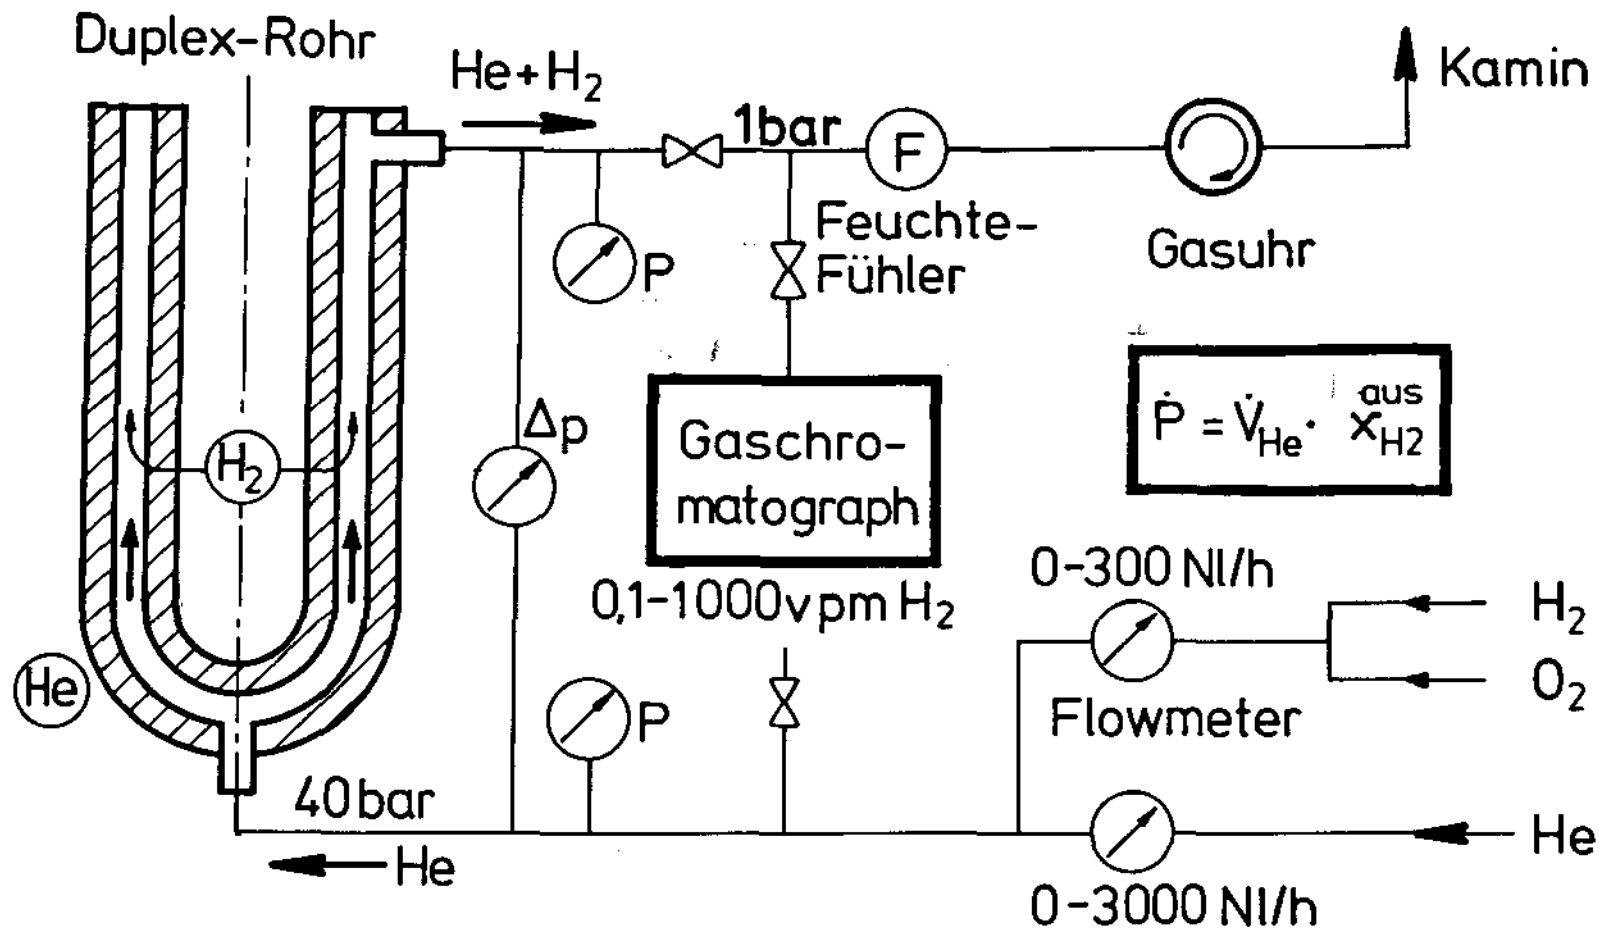 Duplex-Rohr
He+H2
1bar
F
Kamin
Feuchte-
Fühler
Gasuhr
P
Δp
H2
Gaschro-
matograph
Ṗ = V̇He · xH2 aus
0,1-1000vpm H2
0-300 Nl/h
H2
O2
Flowmeter
He
P
40bar
He
He
0-3000 Nl/h